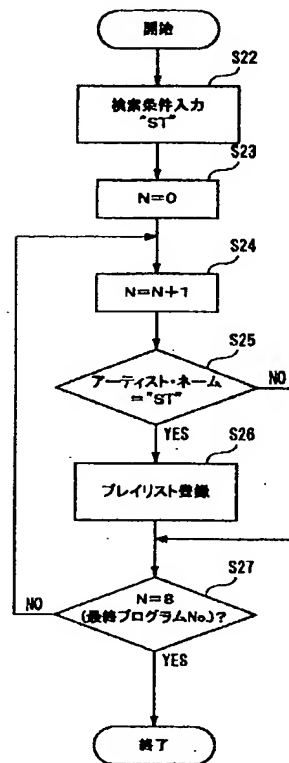 開始
S22
検索条件入力
"ST"
S23
N=0
S24
N=N+1
S25
アーティスト・ネーム
="ST"
NO
YES
S26
プレイリスト登録
S27
N=8
(最終プログラムNo.)?
NO
YES
終了